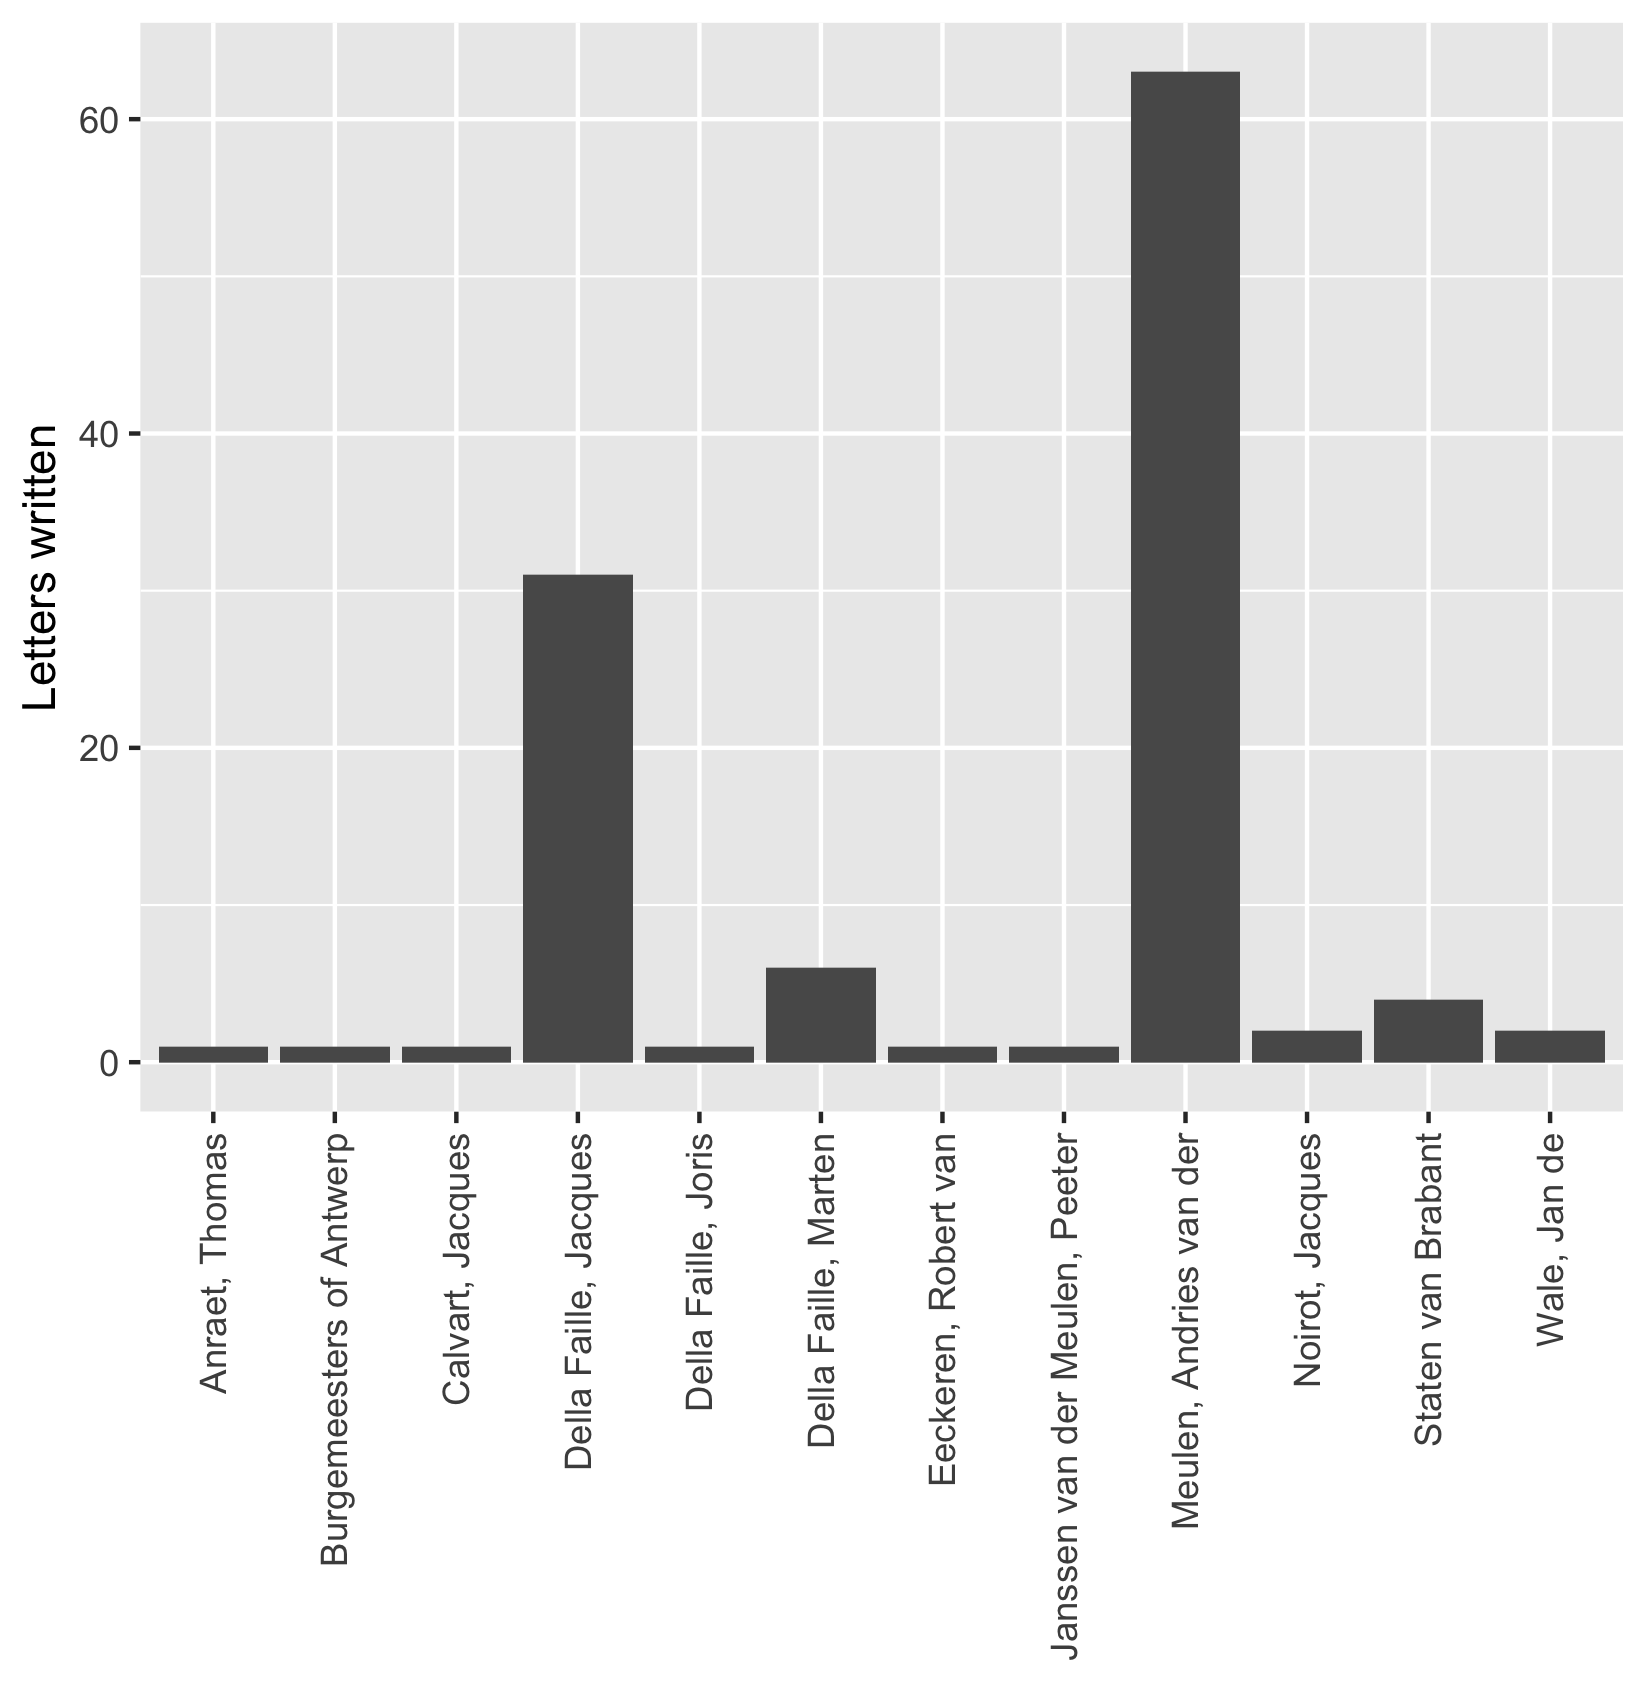 Letters written
60
40
20
0
Anraet, Thomas
Burgemeesters of Antwerp
Calvart, Jacques
Della Faille, Jacques
Della Faille, Joris
Della Faille, Marten
Eeckeren, Robert van
Janssen van der Meulen, Peeter
Meulen, Andries van der
Noirot, Jacques
Staten van Brabant
Wale, Jan de